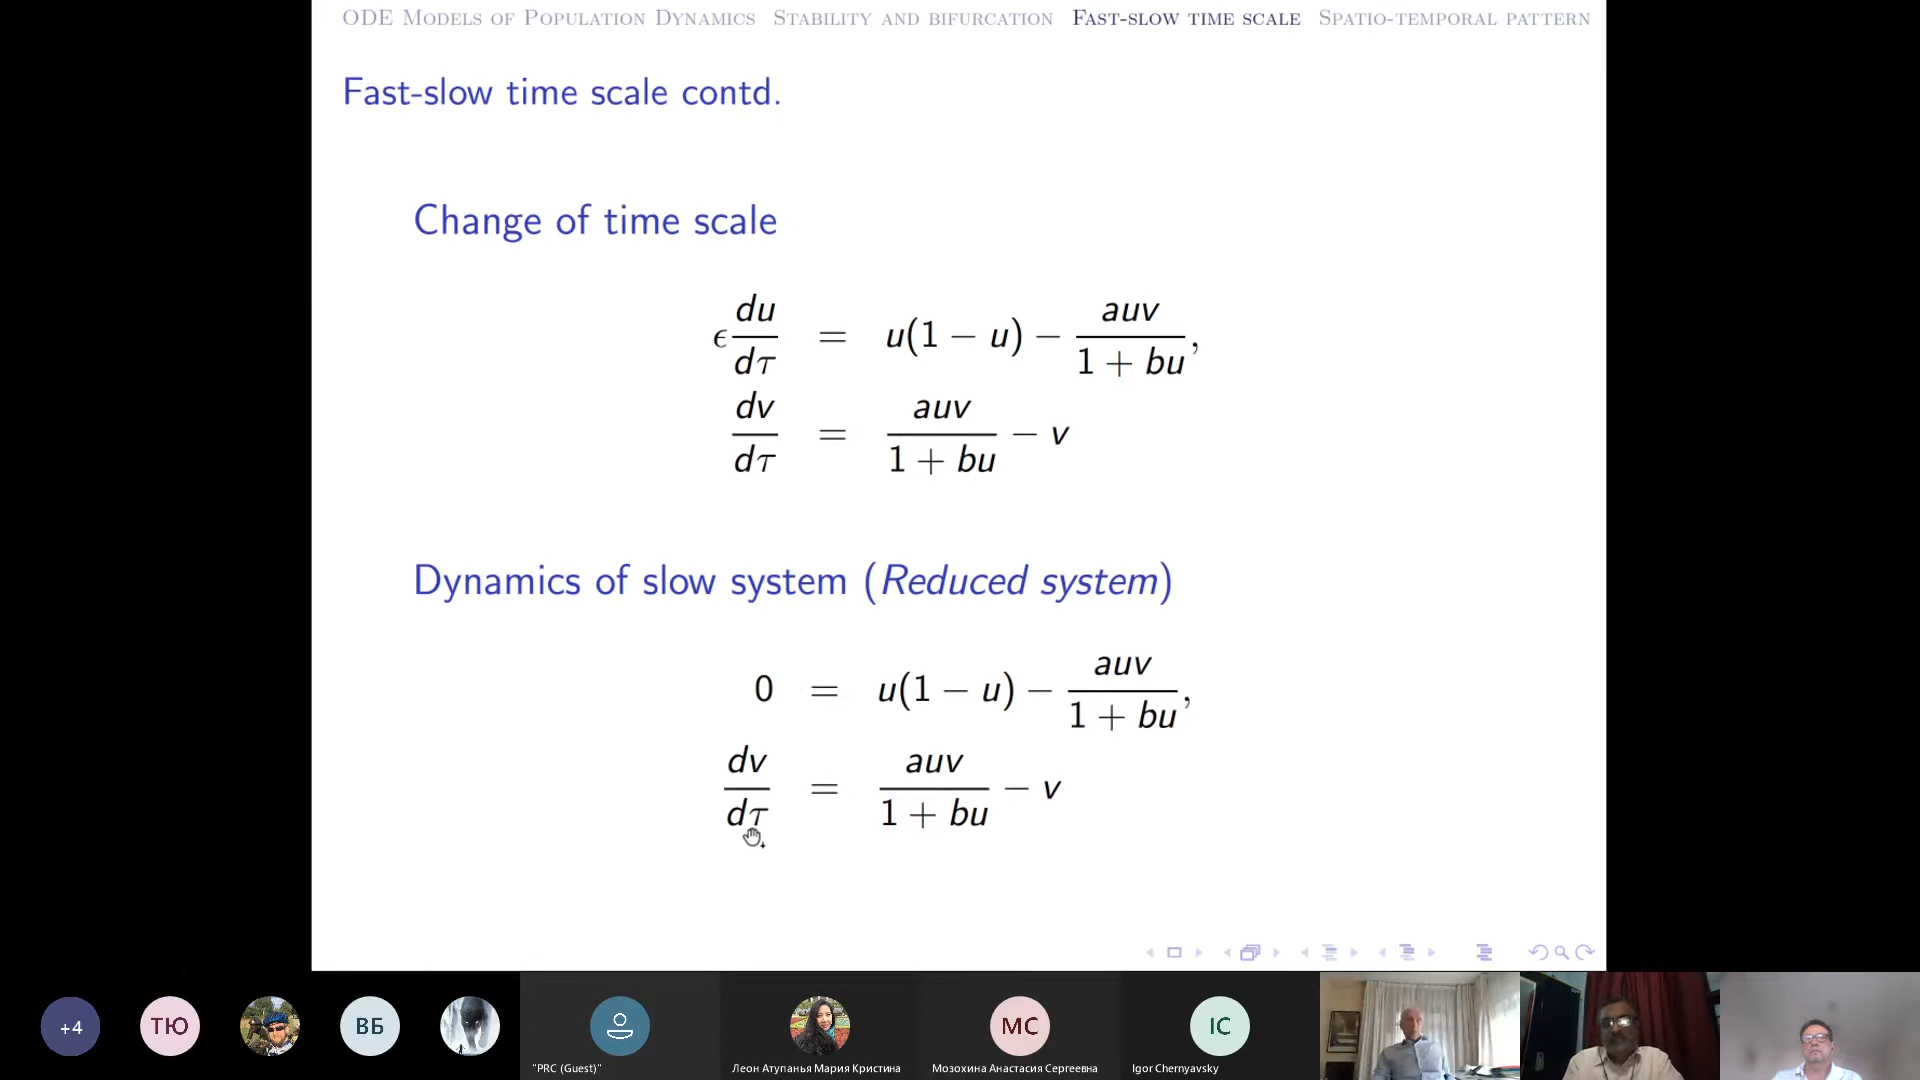 ODE Models of Population Dynamics Stability and bifurcation Fast-slow time scale Spatio-temporal pattern
Fast-slow time scale contd.
Change of time scale
ϵ du/dτ = u(1 − u) − auv/(1 + bu),
dv/dτ = auv/(1 + bu) − v
Dynamics of slow system (Reduced system)
0 = u(1 − u) − auv/(1 + bu),
dv/dτ = auv/(1 + bu) − v
+4
ТЮ
ВБ
МС
IC
"PRC (Guest)"
Леон Атупанья Мария Кристина
Мозохина Анастасия Сергеевна
Igor Chernyavsky